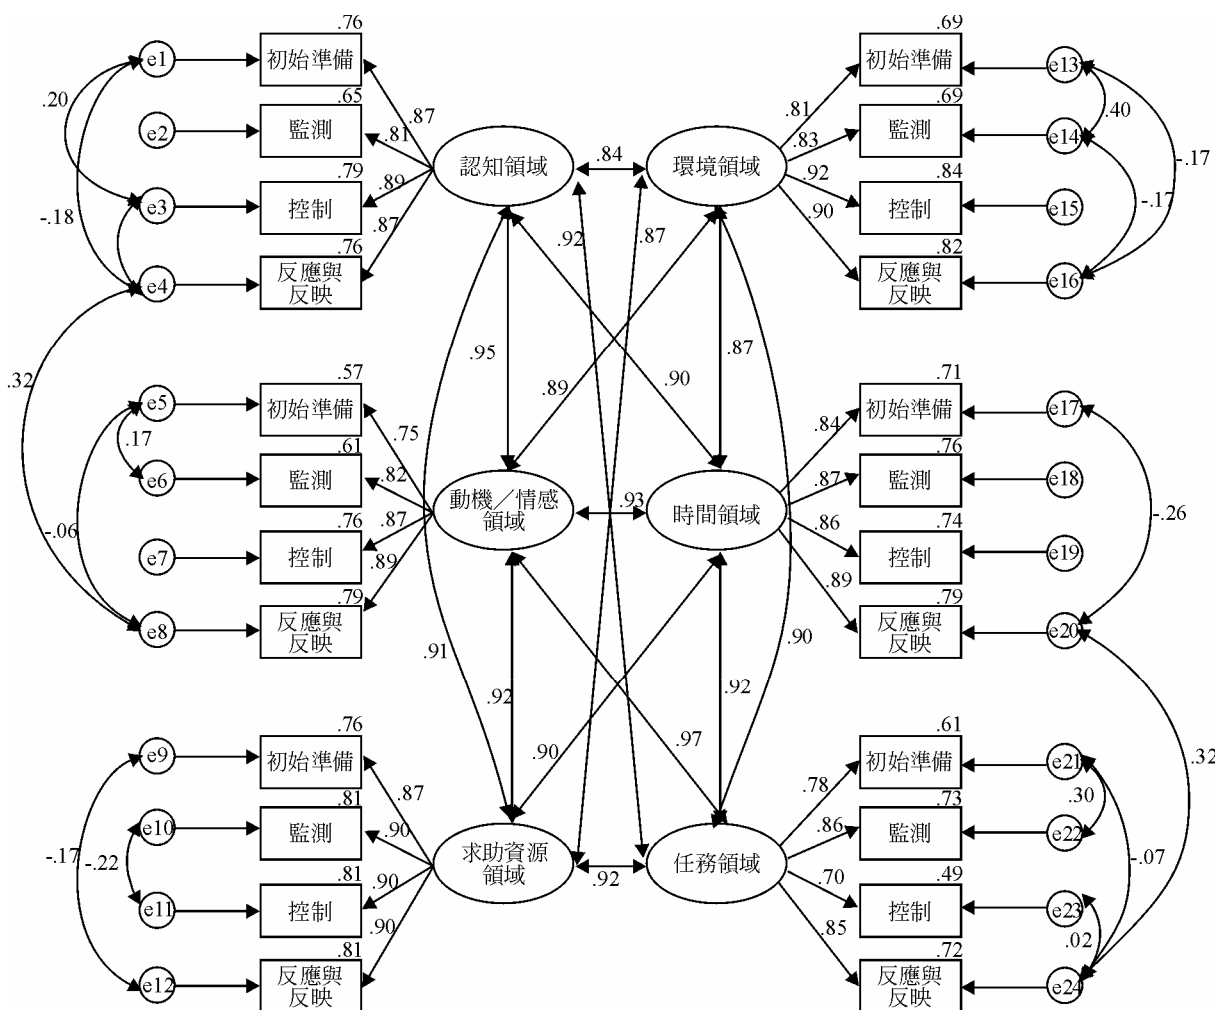 .76
e1
初始準備
.20
.87
.65
e2
監測
.81
.79
e3
控制
.89
-.18
.76
e4
反應與
反映
.87
認知領域
.84
環境領域
.69
初始準備
e13
.81
.40
.69
監測
e14
.83
-.17
.84
控制
e15
.92
-.17
.82
反應與
反映
e16
.90
.92
.87
.95
.89
.90
.87
.32
.57
e5
初始準備
.75
.17
.61
e6
監測
.82
.76
e7
控制
.87
-.06
.79
e8
反應與
反映
.89
動機／情感
領域
.93
時間領域
.71
初始準備
e17
.84
.76
監測
e18
.87
-.26
.74
控制
e19
.86
.79
反應與
反映
e20
.89
.91
.92
.90
.97
.92
.90
.32
.76
e9
初始準備
.87
.81
e10
監測
.90
-.17
-.22
.81
e11
控制
.90
.81
e12
反應與
反映
.90
求助資源
領域
.92
任務領域
.61
初始準備
e21
.78
.30
.73
監測
e22
.86
-.07
.49
控制
e23
.70
.02
.72
反應與
反映
e24
.85